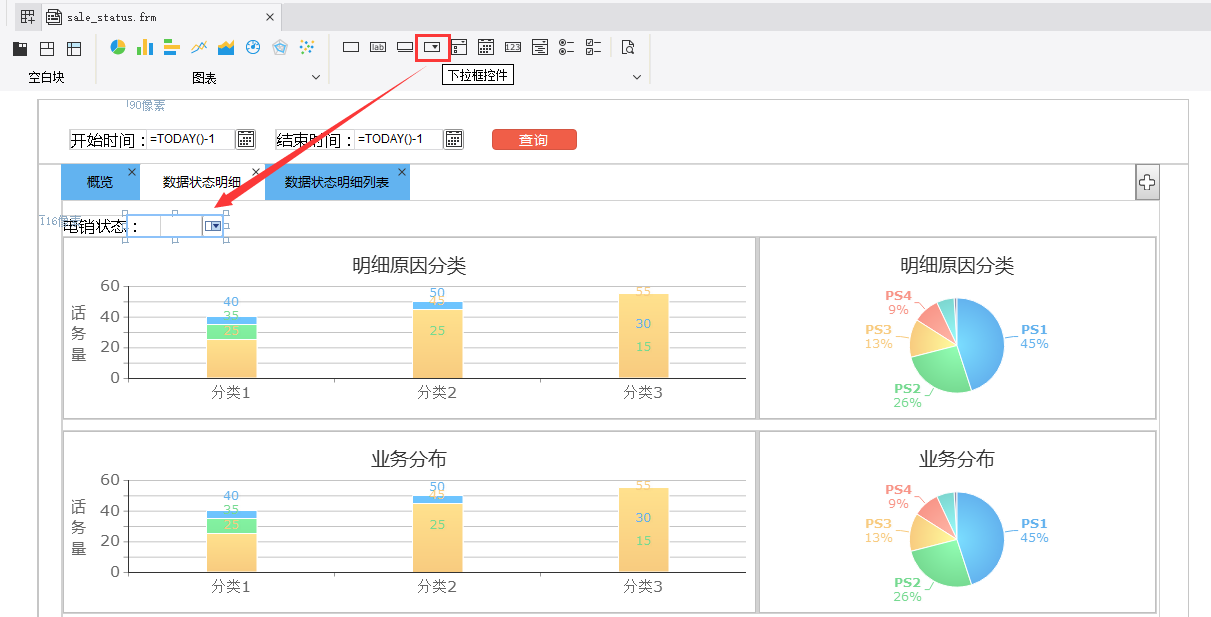 sale_status.frm
lab
123
空白块
图表
下拉框控件
90像素
开始时间：
=TODAY()-1
结束时间：
=TODAY()-1
查询
概览
数据状态明细
数据状态明细列表
116像素
电销状态：
明细原因分类
话务量
60
40
20
0
40
35
25
50
45
25
55
30
15
分类1
分类2
分类3
明细原因分类
PS4
9%
PS3
13%
PS1
45%
PS2
26%
业务分布
话务量
60
40
20
0
40
35
25
50
45
25
55
30
15
分类1
分类2
分类3
业务分布
PS4
9%
PS3
13%
PS1
45%
PS2
26%